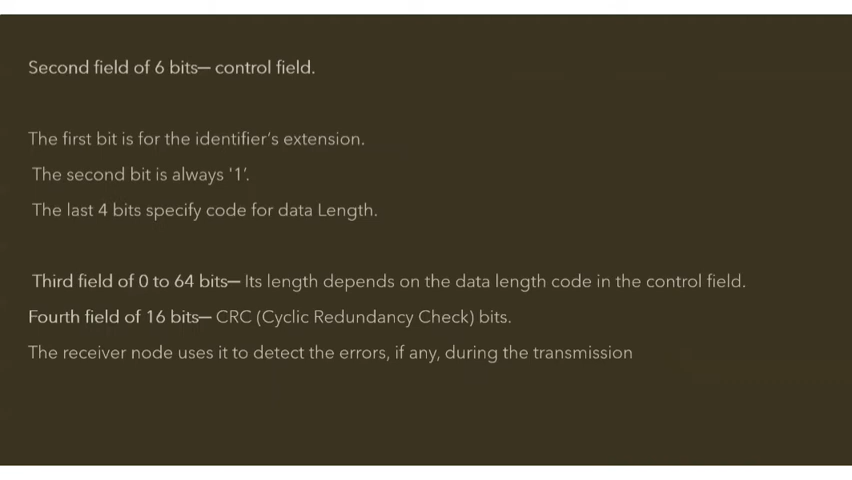 Second field of 6 bits─ control field.
The first bit is for the identifier's extension.
The second bit is always '1’.
The last 4 bits specify code for data Length.
Third field of 0 to 64 bits─ Its length depends on the data length code in the control field.
Fourth field of 16 bits─ CRC (Cyclic Redundancy Check) bits.
The receiver node uses it to detect the errors, if any, during the transmission